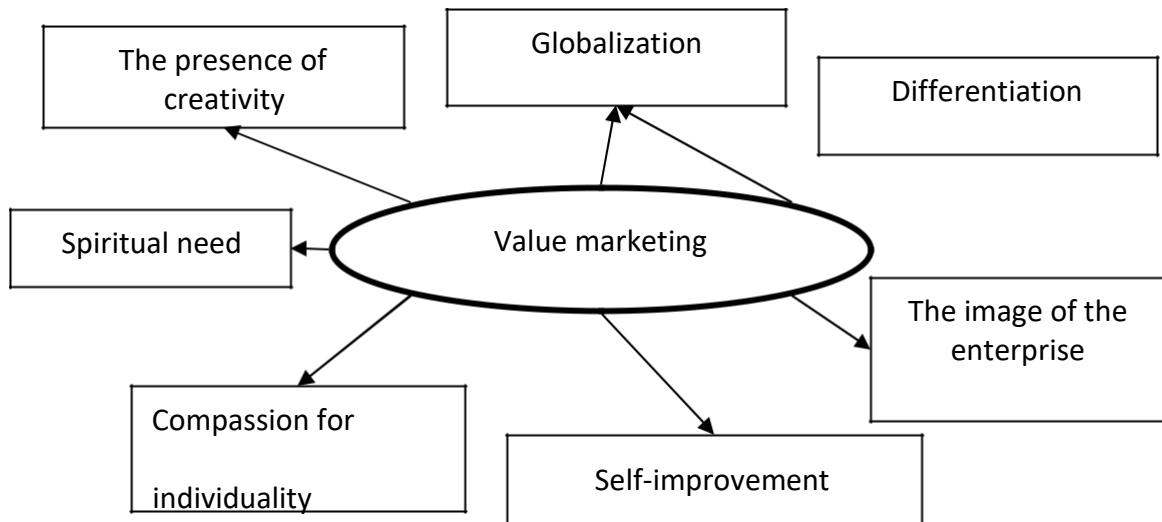 The presence of
creativity
Globalization
Differentiation
Spiritual need
Value marketing
The image of the
enterprise
Compassion for
individuality
Self-improvement